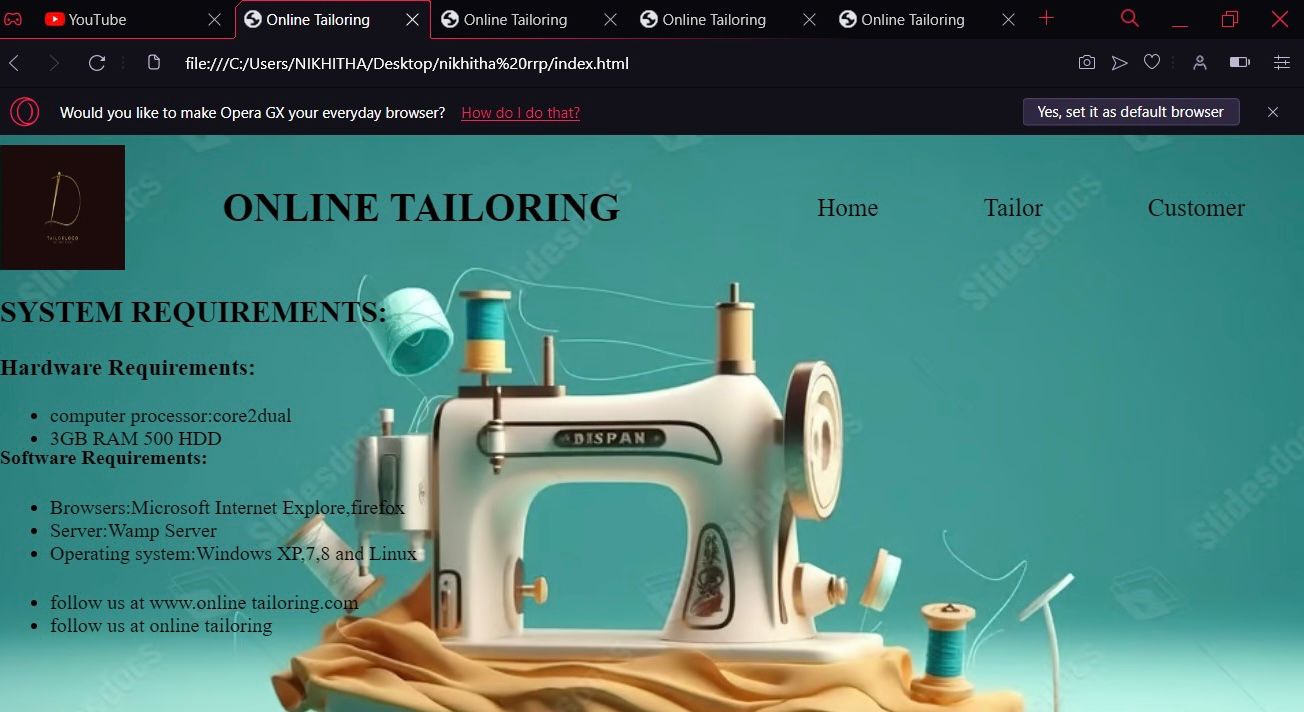 YouTube
Online Tailoring
Online Tailoring
Online Tailoring
Online Tailoring
file:///C:/Users/NIKHITHA/Desktop/nikhitha%20rrp/index.html
Would you like to make Opera GX your everyday browser? How do I do that?
Yes, set it as default browser
D
ONLINE TAILORING
Home
Tailor
Customer
SYSTEM REQUIREMENTS:
Hardware Requirements:
• computer processor:core2dual
• 3GB RAM 500 HDD
Software Requirements:
• Browsers:Microsoft Internet Explore,firefox
• Server:Wamp Server
• Operating system:Windows XP,7,8 and Linux
• follow us at www.online tailoring.com
• follow us at online tailoring
DISPAN
Slidesdocs
Slidesdocs
Slidesdocs
Slidesdocs